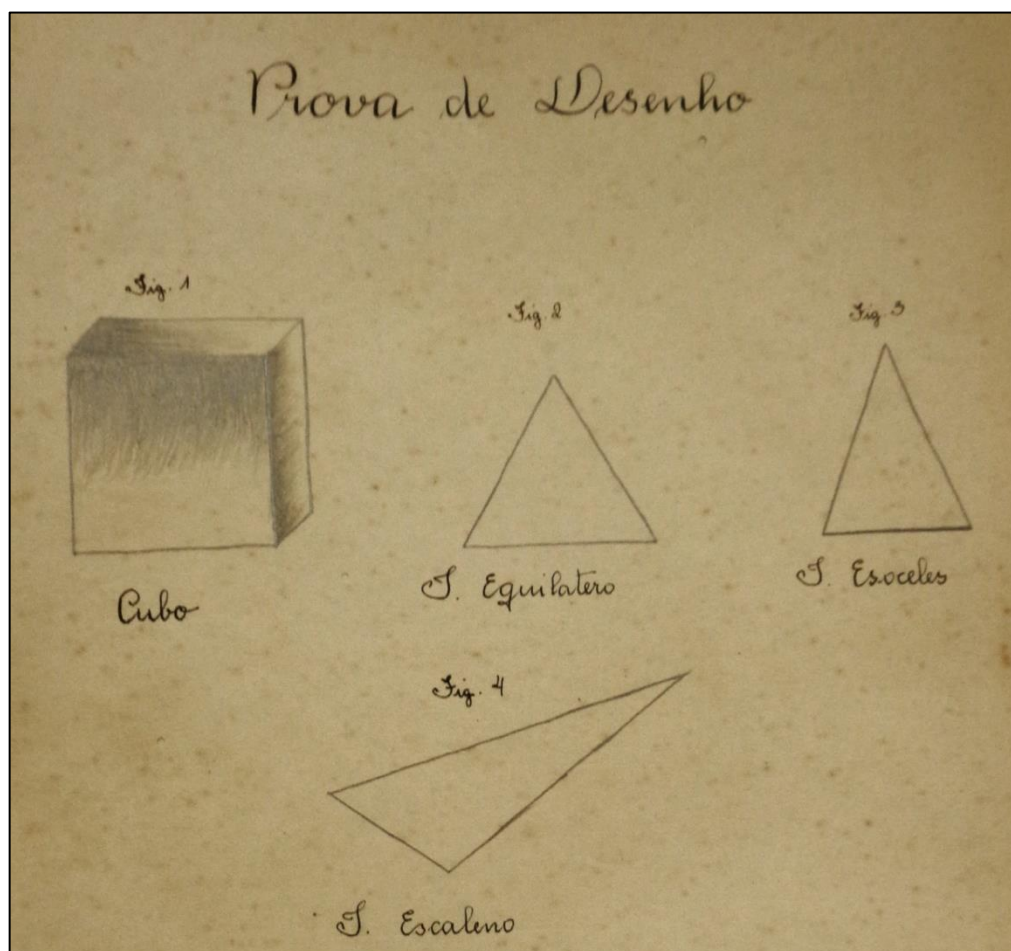 Prova de Desenho
Fig. 1
Fig. 2
Fig. 3
Cubo
T. Equilatero
T. Esoceles
Fig. 4
T. Escaleno